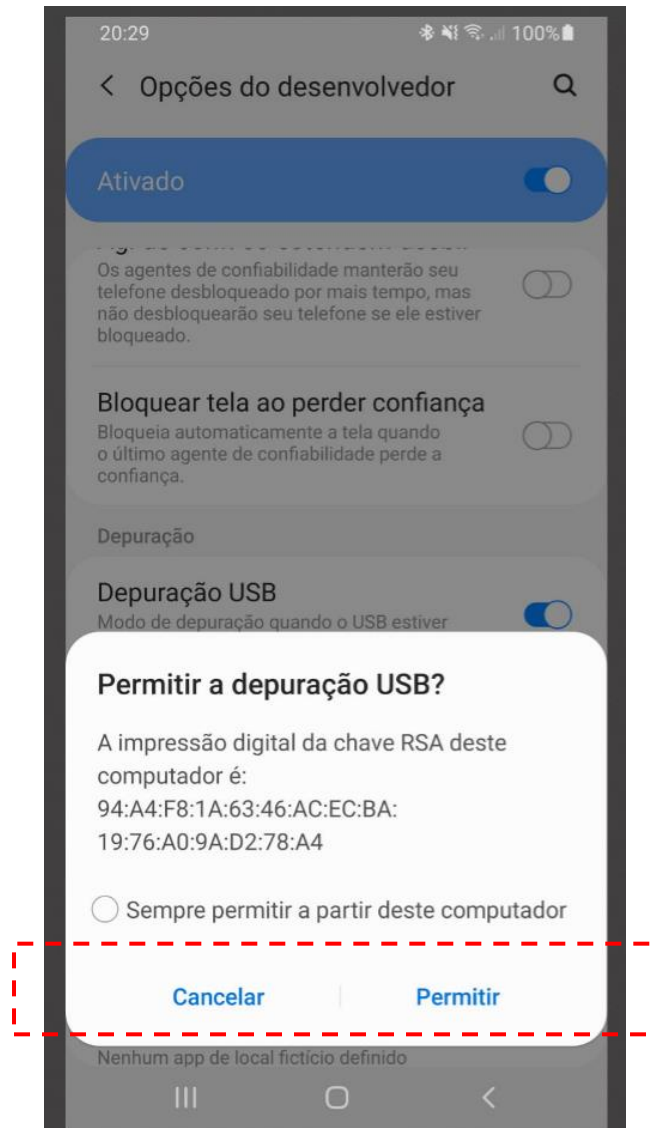 20:29
100%
Opções do desenvolvedor
Ativado
Os agentes de confiabilidade manterão seu
telefone desbloqueado por mais tempo, mas
não desbloquearão seu telefone se ele estiver
bloqueado.
Bloquear tela ao perder confiança
Bloqueia automaticamente a tela quando
o último agente de confiabilidade perde a
confiança.
Depuração
Depuração USB
Modo de depuração quando o USB estiver
Permitir a depuração USB?
A impressão digital da chave RSA deste
computador é:
94:A4:F8:1A:63:46:AC:EC:BA:
19:76:A0:9A:D2:78:A4
Sempre permitir a partir deste computador
Cancelar
Permitir
Nenhum app de local fictício definido